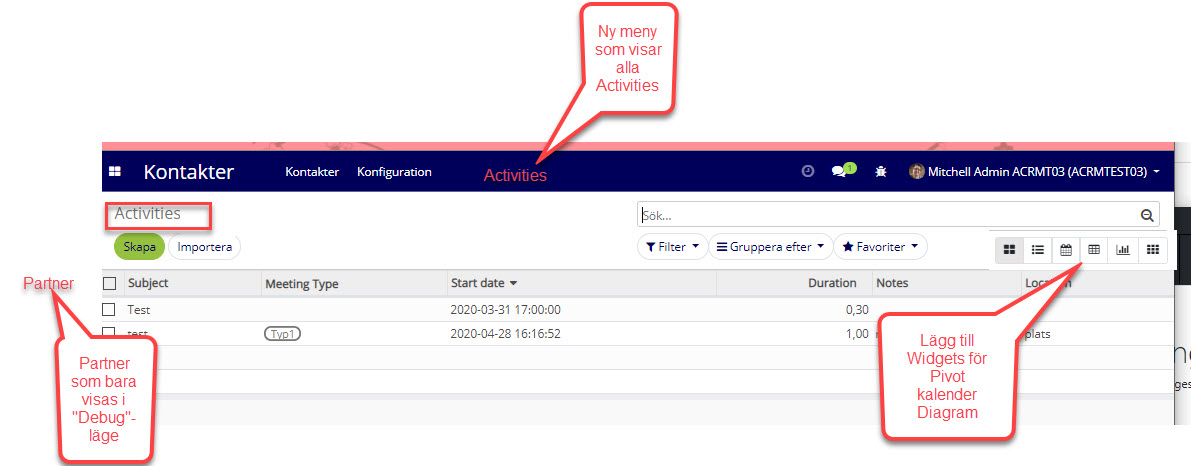 Ny meny
som visar
alla
Activities
Kontakter
Kontakter
Konfiguration
Activities
1
Mitchell Admin ACRMT03 (ACRMTEST03)
Activities
Sök...
Skapa
Importera
Filter
Gruppera efter
Favoriter
Partner
Subject
Meeting Type
Start date
Duration
Notes
Test
2020-03-31 17:00:00
0,30
test
Typ1
2020-04-28 16:16:52
1,00
plats
Partner
som bara
visas i
"Debug"-
läge
Lägg till
Widgets för
Pivot
kalender
Diagram